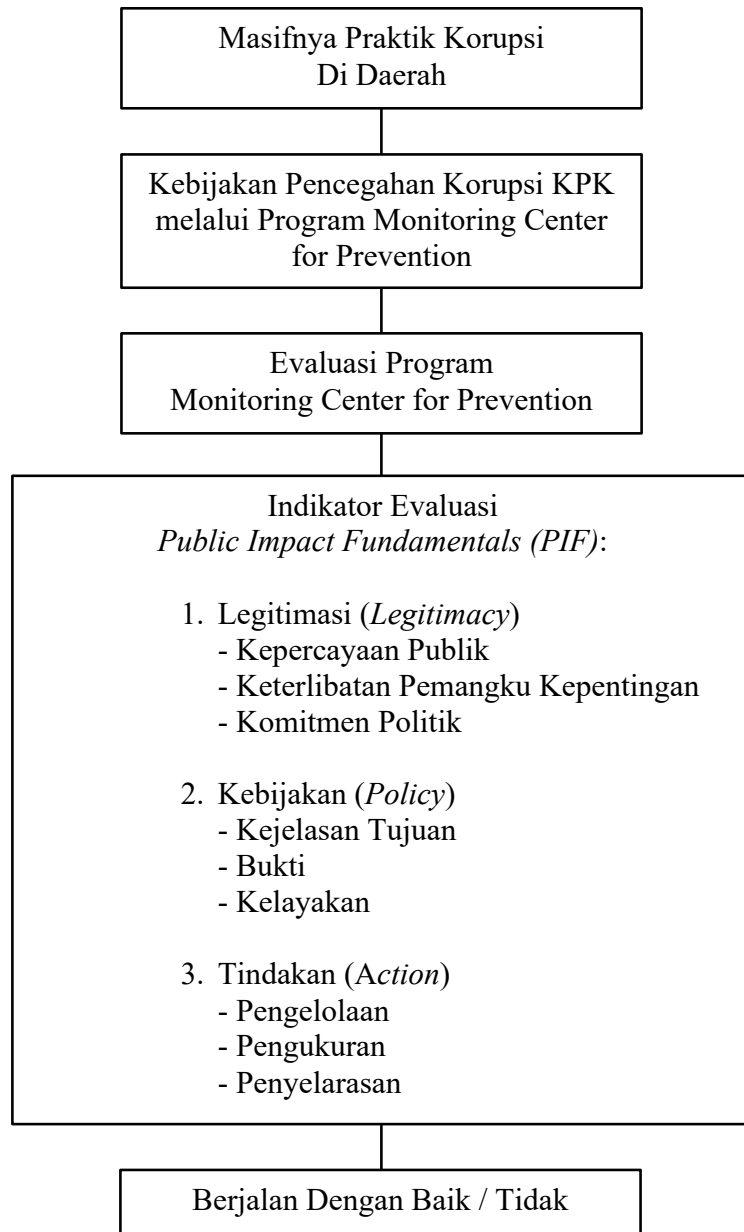 Masifnya Praktik Korupsi
Di Daerah
Kebijakan Pencegahan Korupsi KPK
melalui Program Monitoring Center
for Prevention
Evaluasi Program
Monitoring Center for Prevention
Indikator Evaluasi
Public Impact Fundamentals (PIF):
1. Legitimasi (Legitimacy)
- Kepercayaan Publik
- Keterlibatan Pemangku Kepentingan
- Komitmen Politik
2. Kebijakan (Policy)
- Kejelasan Tujuan
- Bukti
- Kelayakan
3. Tindakan (Action)
- Pengelolaan
- Pengukuran
- Penyelarasan
Berjalan Dengan Baik / Tidak